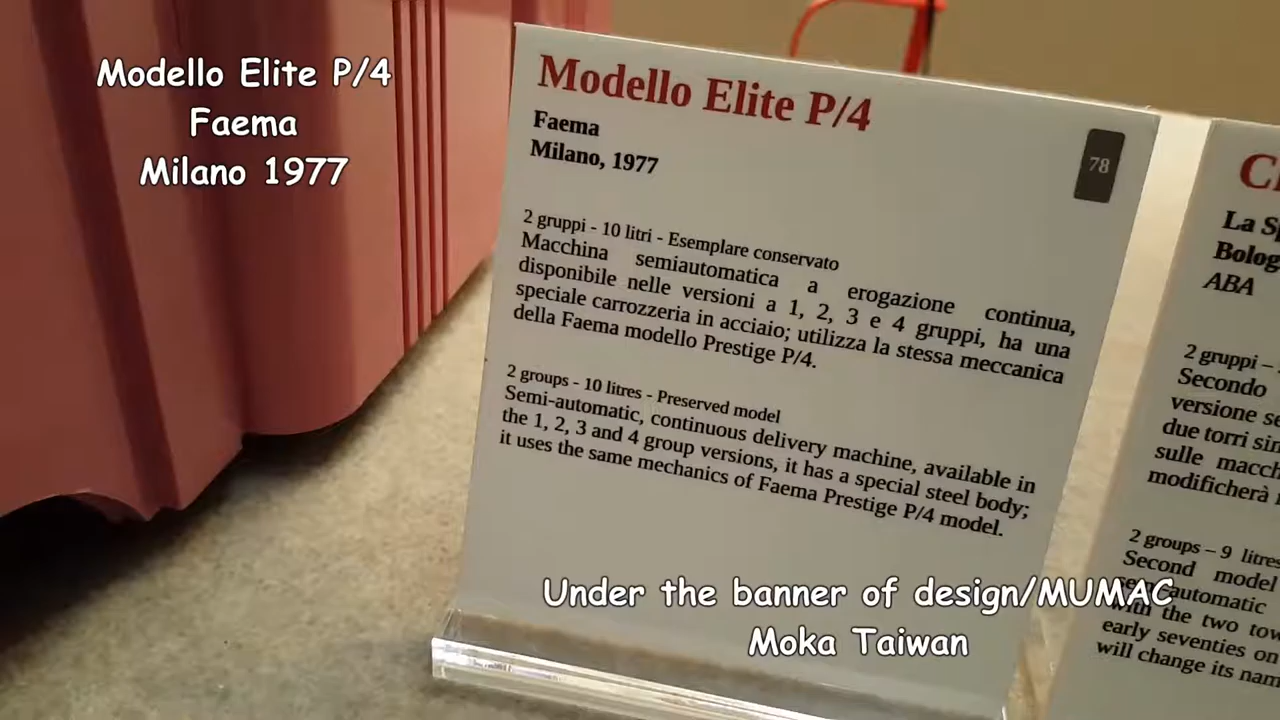 Modello Elite P/4
Faema
Milano 1977
Modello Elite P/4
Faema
Milano, 1977
78
2 gruppi - 10 litri - Esemplare conservato
Macchina semiautomatica a erogazione continua,
disponibile nelle versioni a 1, 2, 3 e 4 gruppi, ha una
speciale carrozzeria in acciaio; utilizza la stessa meccanica
della Faema modello Prestige P/4.
2 groups - 10 litres - Preserved model
Semi-automatic, continuous delivery machine, available in
the 1, 2, 3 and 4 group versions, it has a special steel body;
it uses the same mechanics of Faema Prestige P/4 model.
La
ABA
2 gruppi –
Secondo
versione
due torri
sulle
modificherà
2 groups – 9 litres
Second model
with the two
early seventies on
will change its
Under the banner of design/MUMAC
Moka Taiwan